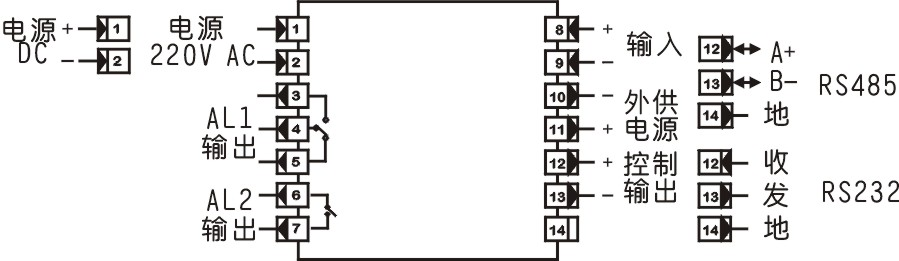 电源 + 1
DC − 2
电源 1
220V AC 2
3
AL1 4
输出 5
AL2 6
输出 7
8 + 输入
9 −
10 − 外供
11 + 电源
12 + 控制
13 − 输出
14
12 A+
13 B− RS485
14 地
12 收
13 发 RS232
14 地